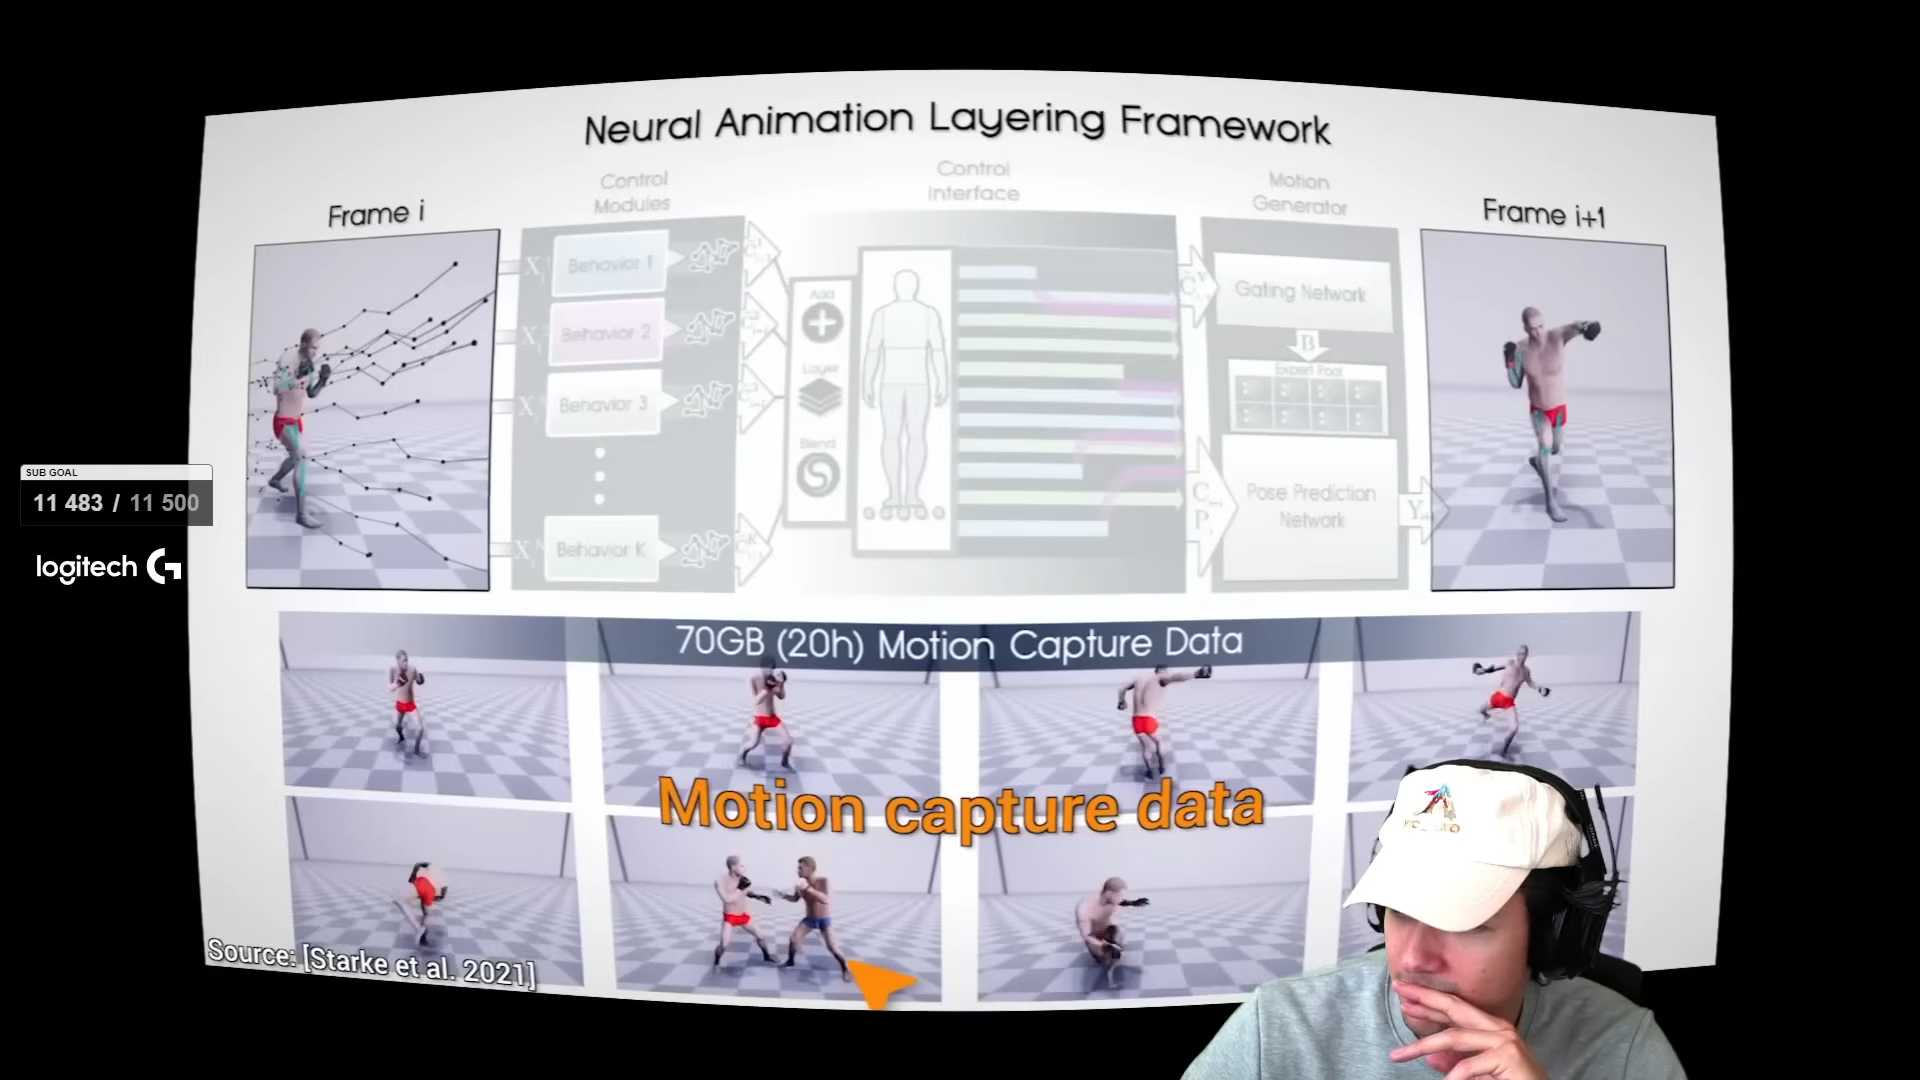 Neural Animation Layering Framework
Control
Modules
Control
Interface
Motion
Generator
Frame i
Frame i+1
X
Behavior 1
X
Behavior 2
X
Behavior 3
X
Behavior K
Add
Layer
Blend
Gating Network
B
Expert Pool
Pose Prediction
Network
C
P
Y
SUB GOAL
11 483 / 11 500
logitech G
70GB (20h) Motion Capture Data
Motion capture data
Source: [Starke et al. 2021]